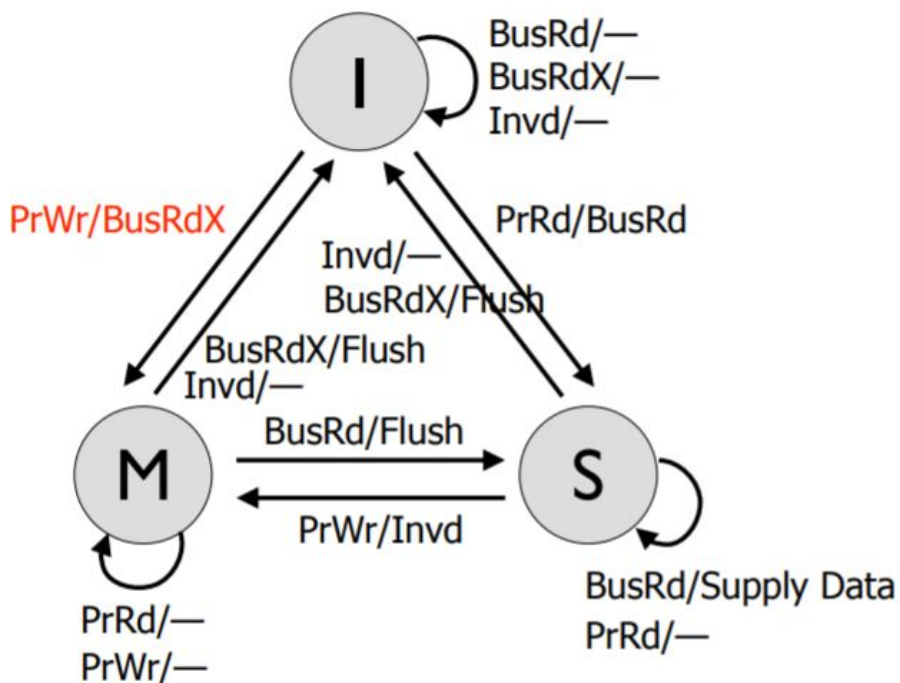 I
BusRd/—
BusRdX/—
Invd/—
PrWr/BusRdX
PrRd/BusRd
Invd/—
BusRdX/Flush
BusRdX/Flush
Invd/—
M
BusRd/Flush
S
PrWr/Invd
PrRd/—
PrWr/—
BusRd/Supply Data
PrRd/—